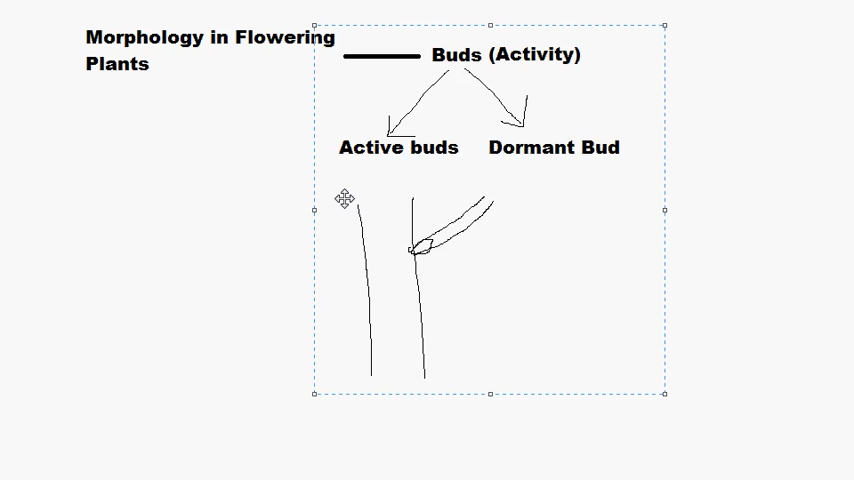 Morphology in Flowering
Plants
Buds (Activity)
Active buds
Dormant Bud